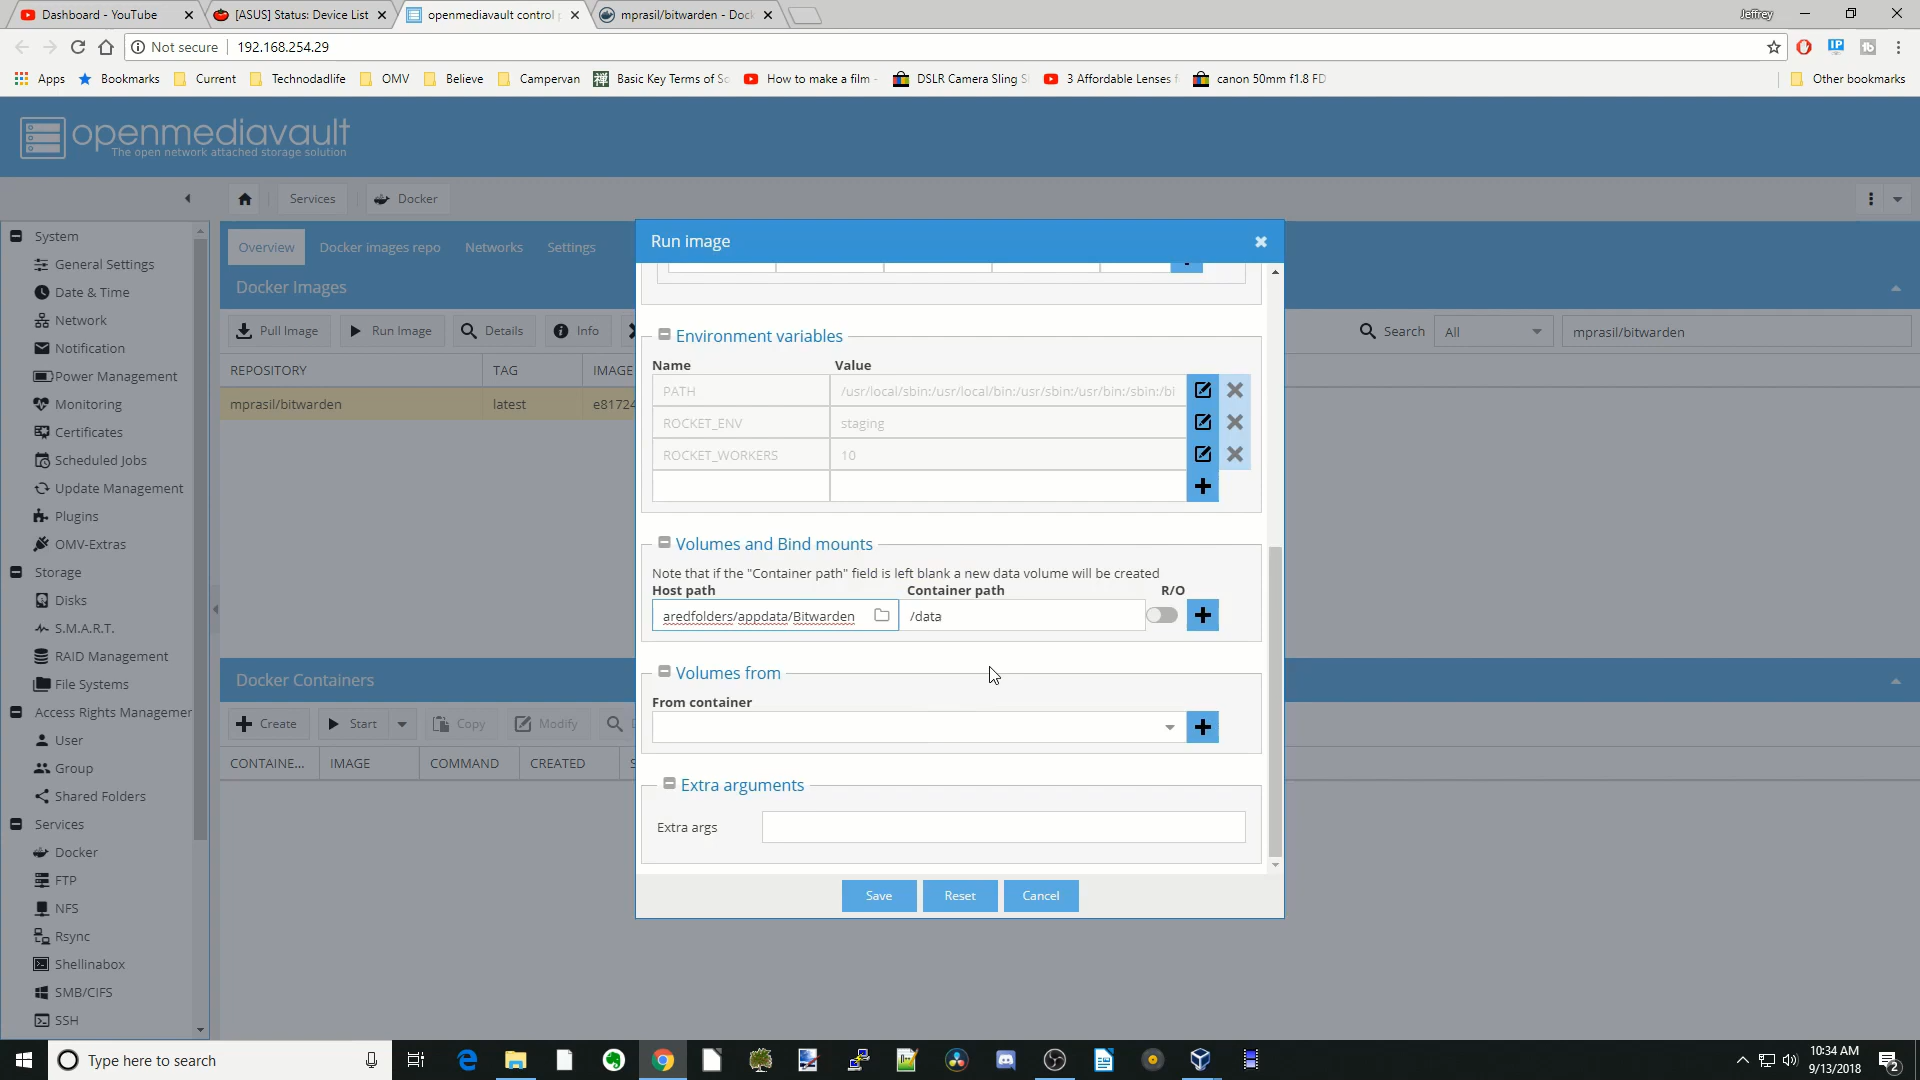 Dashboard - YouTube
[ASUS] Status: Device List
openmediavault control p
mprasil/bitwarden - Dock
Jeffrey
Not secure
192.168.254.29
Apps
Bookmarks
Current
Technodadlife
OMV
Believe
Campervan
Basic Key Terms of Sc
How to make a film -
DSLR Camera Sling S
3 Affordable Lenses f
canon 50mm f1.8 FD
Other bookmarks
openmediavault
The open network attached storage solution
Services
Docker
System
General Settings
Date & Time
Network
Notification
Power Management
Monitoring
Certificates
Scheduled Jobs
Update Management
Plugins
OMV-Extras
Storage
Disks
S.M.A.R.T.
RAID Management
File Systems
Access Rights Managemer
User
Group
Shared Folders
Services
Docker
FTP
NFS
Rsync
Shellinabox
SMB/CIFS
SSH
Overview
Docker images repo
Networks
Settings
Docker Images
Pull Image
Run Image
Details
Info
Search
All
mprasil/bitwarden
REPOSITORY
TAG
IMAGE
mprasil/bitwarden
latest
e81724
Docker Containers
Create
Start
Copy
Modify
CONTAINE...
IMAGE
COMMAND
CREATED
S
Run image
Environment variables
Name
Value
PATH
/usr/local/sbin:/usr/local/bin:/usr/sbin:/usr/bin:/sbin:/bi
ROCKET_ENV
staging
ROCKET_WORKERS
10
Volumes and Bind mounts
Note that if the "Container path" field is left blank a new data volume will be created
Host path
Container path
R/O
aredfolders/appdata/Bitwarden
/data
Volumes from
From container
Extra arguments
Extra args
Save
Reset
Cancel
Type here to search
10:34 AM
9/13/2018
2